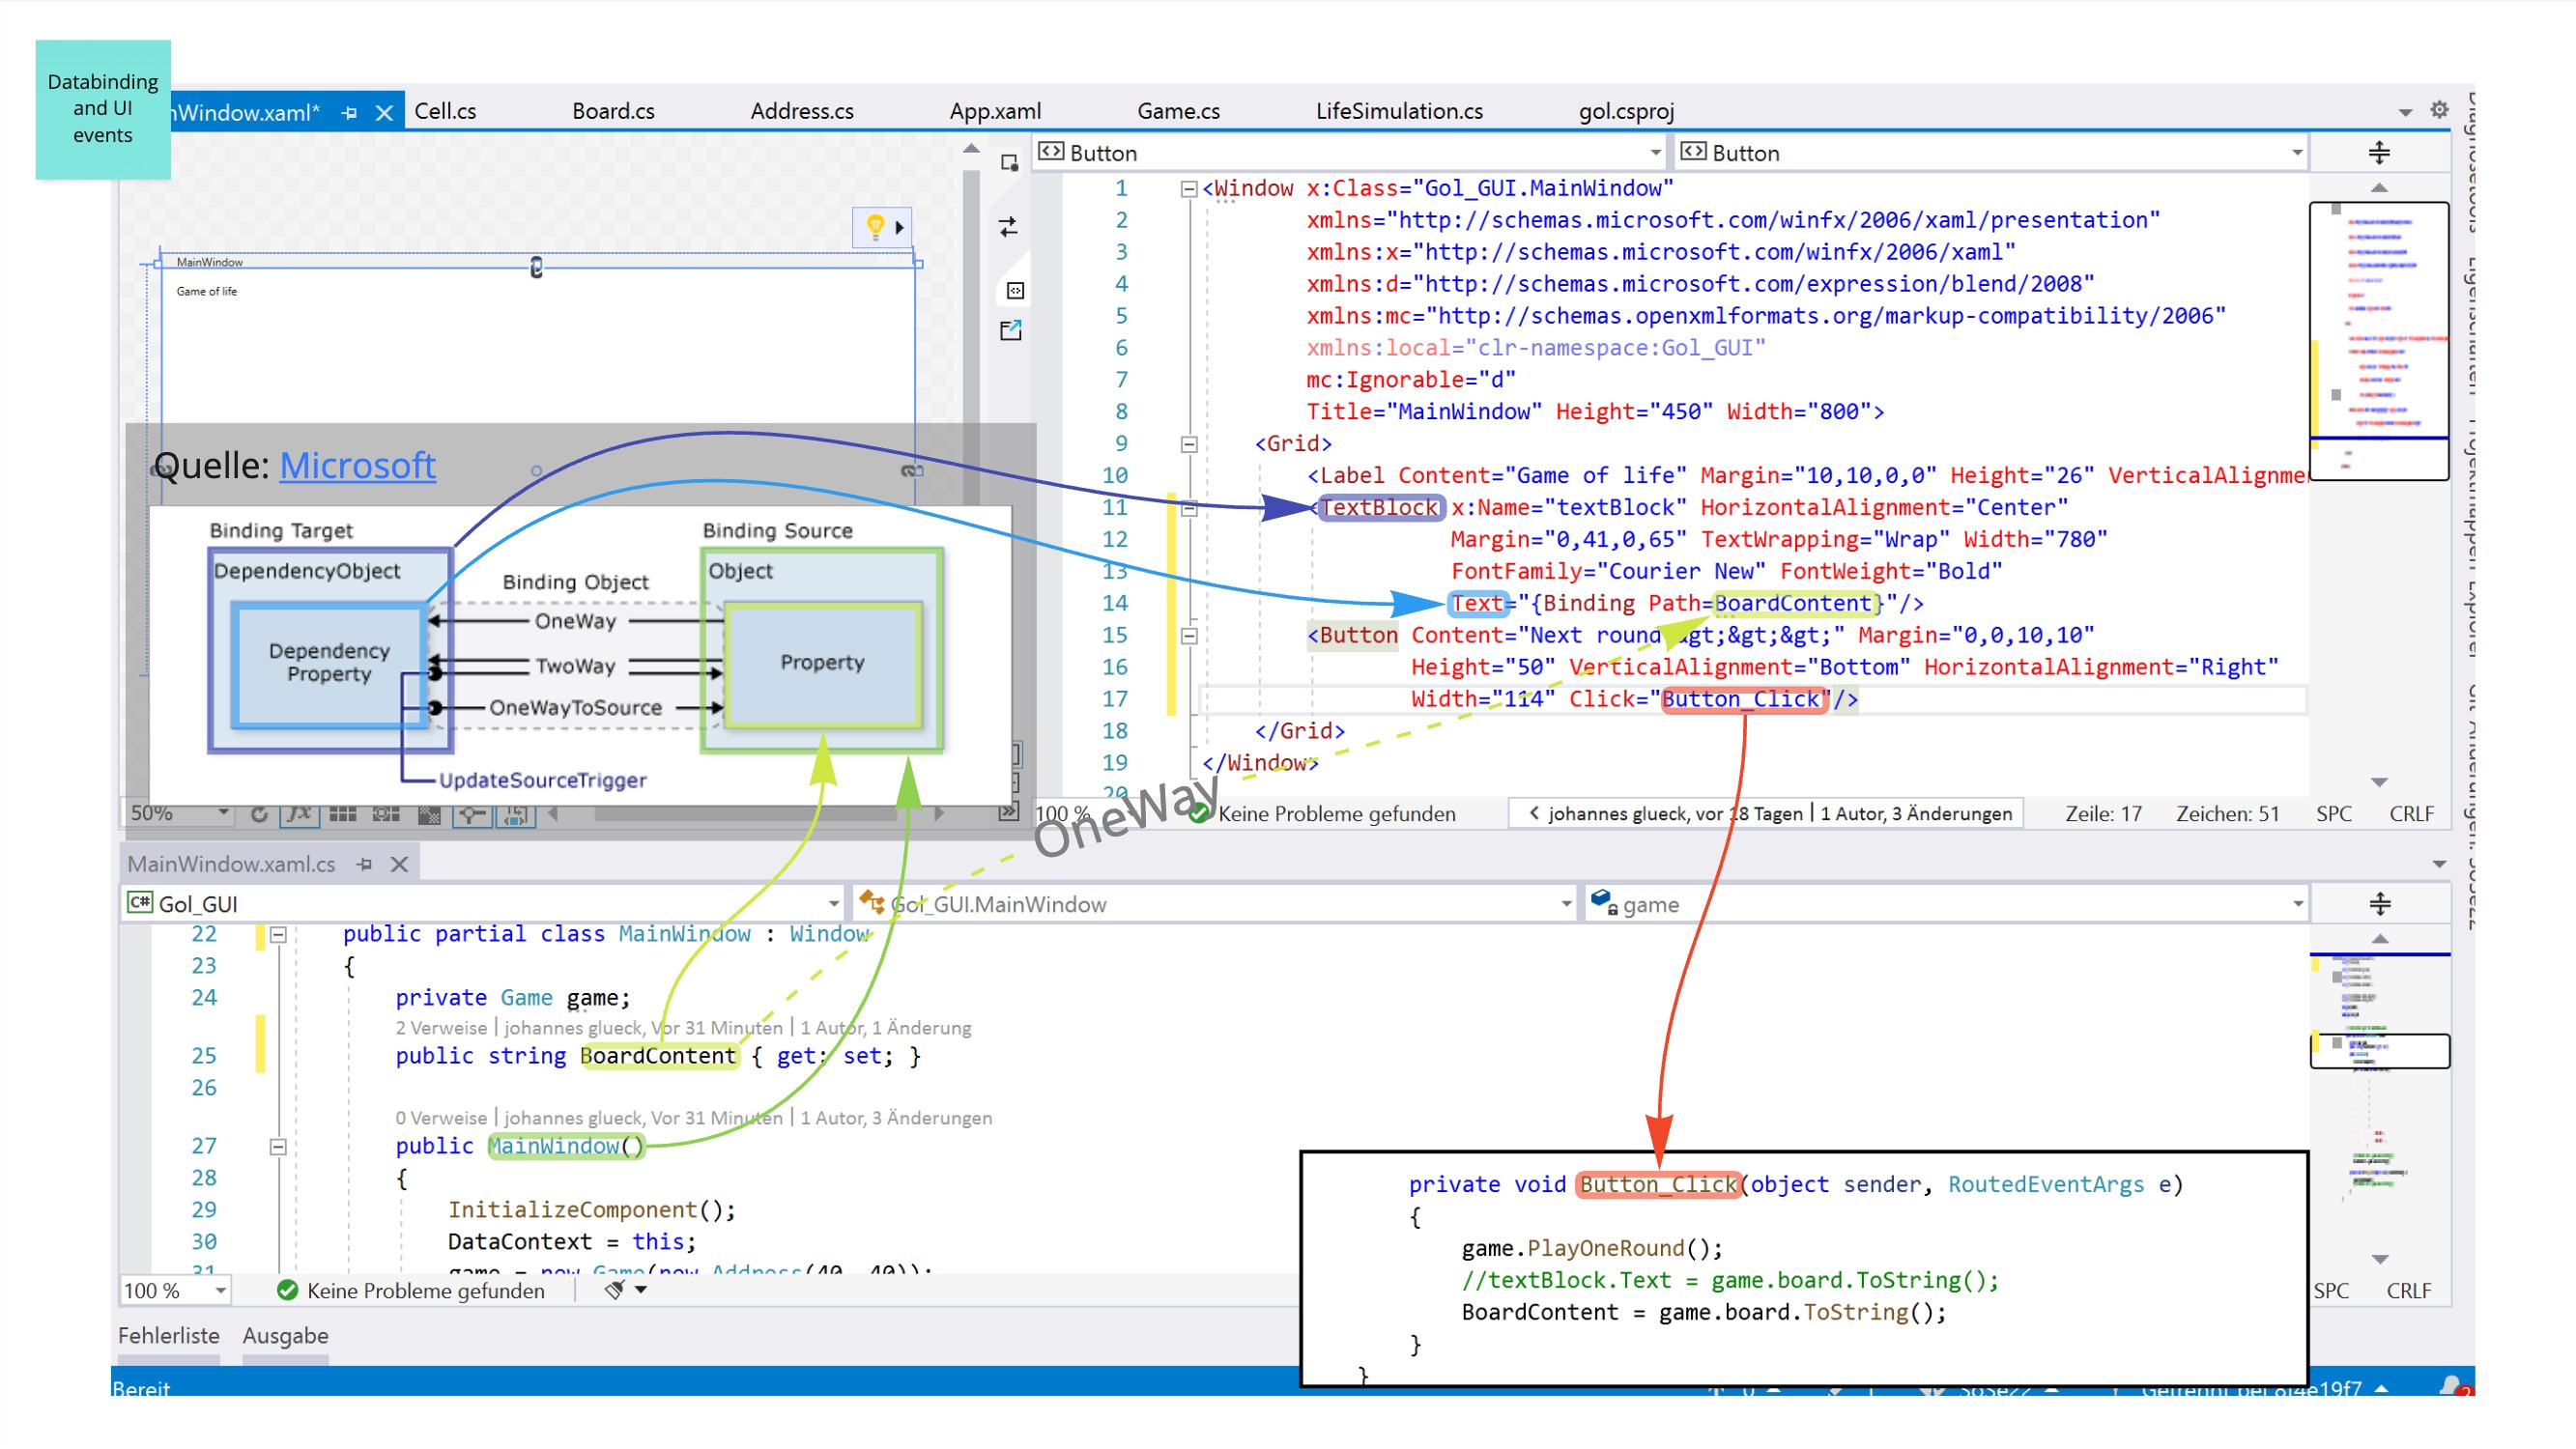 Databinding
and UI
events
nWindow.xaml*
Cell.cs
Board.cs
Address.cs
App.xaml
Game.cs
LifeSimulation.cs
gol.csproj
Button
Button
MainWindow
Game of life
Quelle: Microsoft
Binding Target
Binding Source
DependencyObject
Binding Object
Object
Dependency
Property
OneWay
TwoWay
OneWayToSource
Property
UpdateSourceTrigger
50%
1 <Window x:Class="Gol_GUI.MainWindow"
2 xmlns="http://schemas.microsoft.com/winfx/2006/xaml/presentation"
3 xmlns:x="http://schemas.microsoft.com/winfx/2006/xaml"
4 xmlns:d="http://schemas.microsoft.com/expression/blend/2008"
5 xmlns:mc="http://schemas.openxmlformats.org/markup-compatibility/2006"
6 xmlns:local="clr-namespace:Gol_GUI"
7 mc:Ignorable="d"
8 Title="MainWindow" Height="450" Width="800">
9 <Grid>
10 <Label Content="Game of life" Margin="10,10,0,0" Height="26" VerticalAlignme
11 <TextBlock x:Name="textBlock" HorizontalAlignment="Center"
12 Margin="0,41,0,65" TextWrapping="Wrap" Width="780"
13 FontFamily="Courier New" FontWeight="Bold"
14 Text="{Binding Path=BoardContent}"/>
15 <Button Content="Next round &gt;&gt;&gt;" Margin="0,0,10,10"
16 Height="50" VerticalAlignment="Bottom" HorizontalAlignment="Right"
17 Width="114" Click="Button_Click"/>
18 </Grid>
19 </Window>
20
100 %
Keine Probleme gefunden
johannes glueck, vor 18 Tagen | 1 Autor, 3 Änderungen
Zeile: 17
Zeichen: 51
SPC
CRLF
OneWay
MainWindow.xaml.cs
C# Gol_GUI
Gol_GUI.MainWindow
game
22 public partial class MainWindow : Window
23 {
24 private Game game;
2 Verweise | johannes glueck, Vor 31 Minuten | 1 Autor, 1 Änderung
25 public string BoardContent { get; set; }
26
0 Verweise | johannes glueck, Vor 31 Minuten | 1 Autor, 3 Änderungen
27 public MainWindow()
28 {
29 InitializeComponent();
30 DataContext = this;
31 game = new Game(new Address(40, 40));
100 %
Keine Probleme gefunden
SPC
CRLF
private void Button_Click(object sender, RoutedEventArgs e)
{
game.PlayOneRound();
//textBlock.Text = game.board.ToString();
BoardContent = game.board.ToString();
}
}
Fehlerliste
Ausgabe
Bereit
0
SoSe22
2